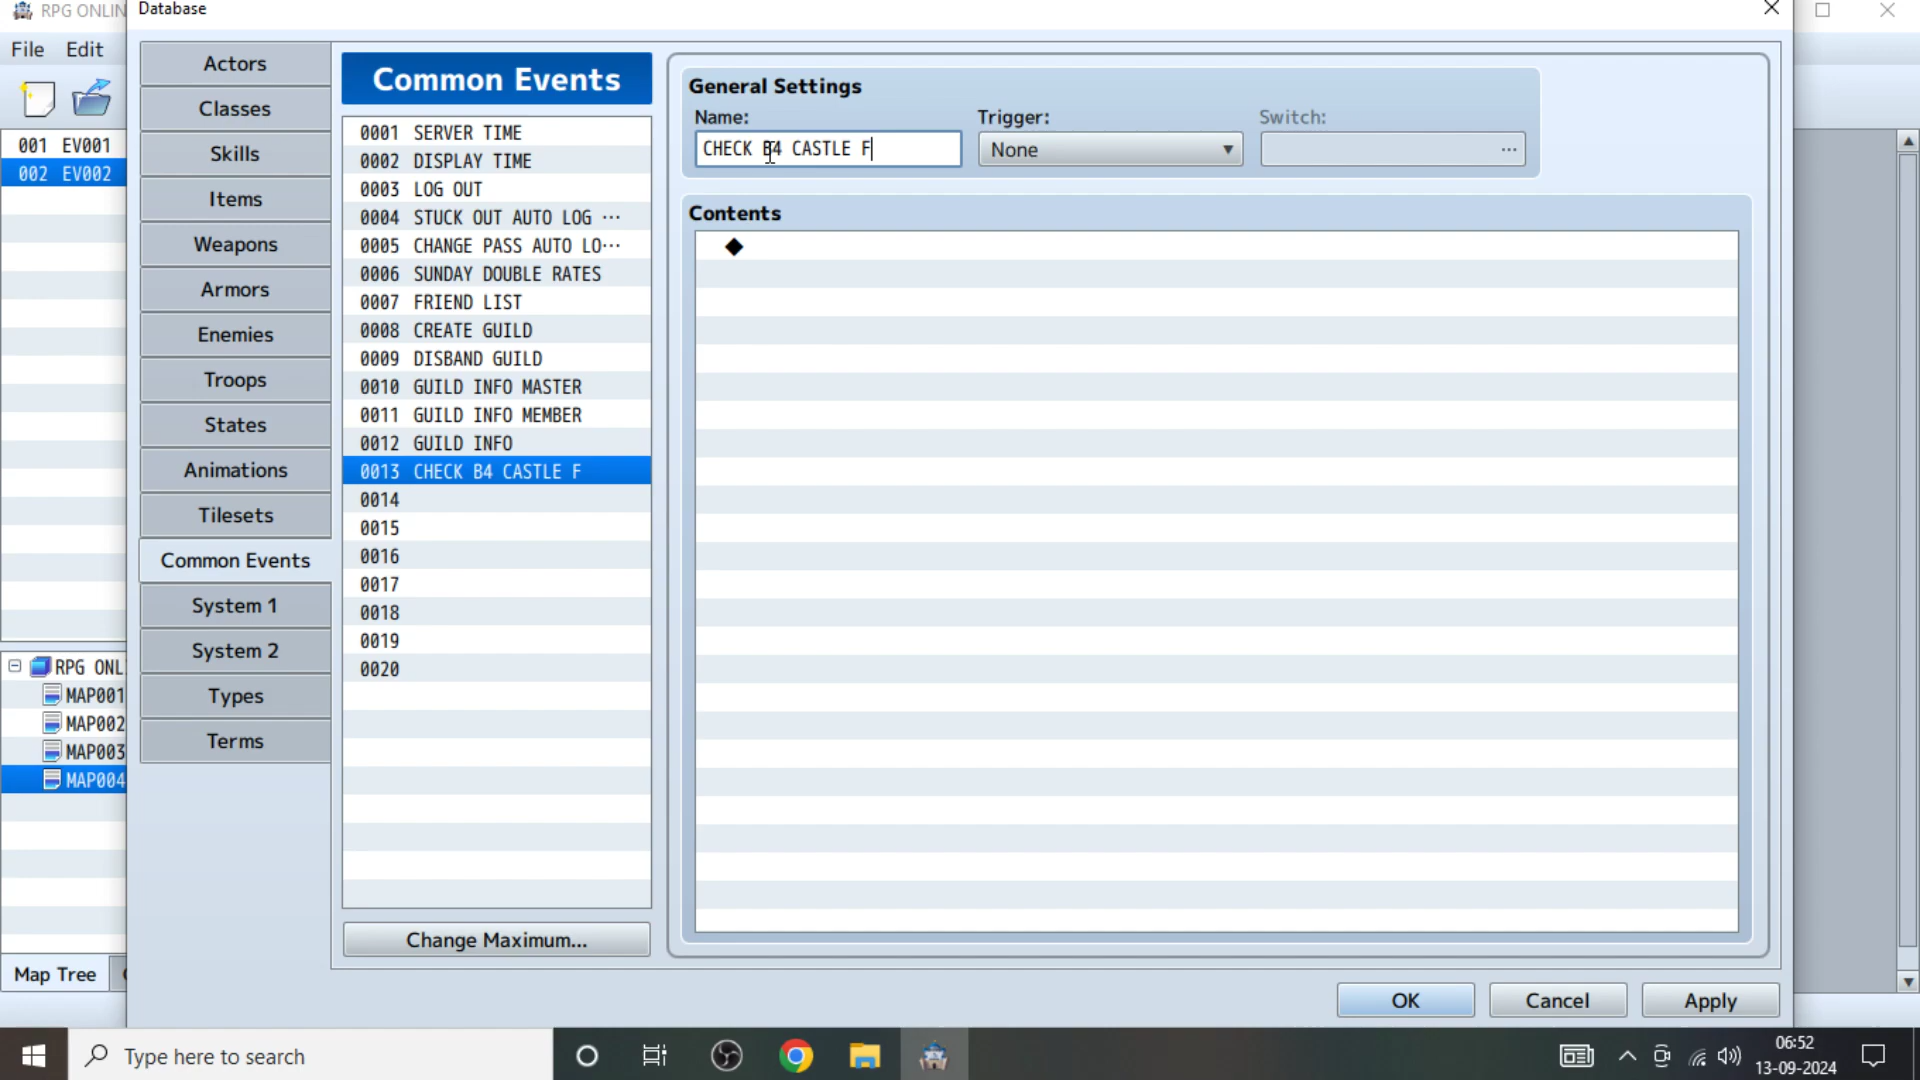 RPG ONLIN
Database
File Edit
001 EV001
002 EV002
RPG ONL
MAP001
MAP002
MAP003
MAP004
Map Tree
Actors
Classes
Skills
Items
Weapons
Armors
Enemies
Troops
States
Animations
Tilesets
Common Events
System 1
System 2
Types
Terms
Common Events
0001 SERVER TIME
0002 DISPLAY TIME
0003 LOG OUT
0004 STUCK OUT AUTO LOG ...
0005 CHANGE PASS AUTO LO...
0006 SUNDAY DOUBLE RATES
0007 FRIEND LIST
0008 CREATE GUILD
0009 DISBAND GUILD
0010 GUILD INFO MASTER
0011 GUILD INFO MEMBER
0012 GUILD INFO
0013 CHECK B4 CASTLE F
0014
0015
0016
0017
0018
0019
0020
Change Maximum...
General Settings
Name: Trigger: Switch:
CHECK B4 CASTLE F None ...
Contents
OK Cancel Apply
Type here to search
06:52
13-09-2024